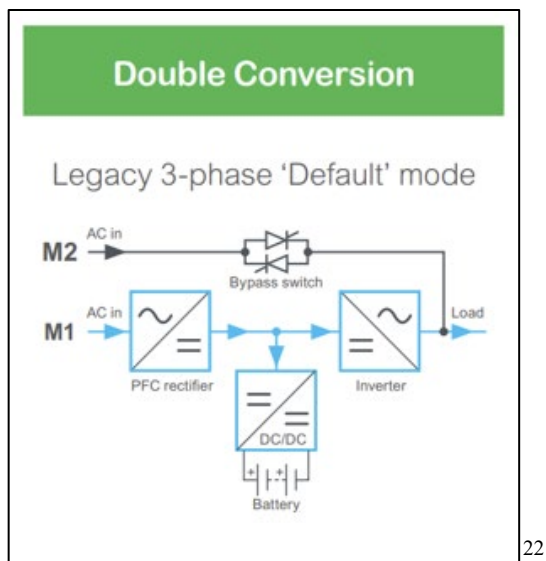 Double Conversion
Legacy 3-phase ‘Default’ mode
AC in
M2
Bypass switch
AC in
M1
Load
PFC rectifier
Inverter
DC/DC
+ +
Battery
22